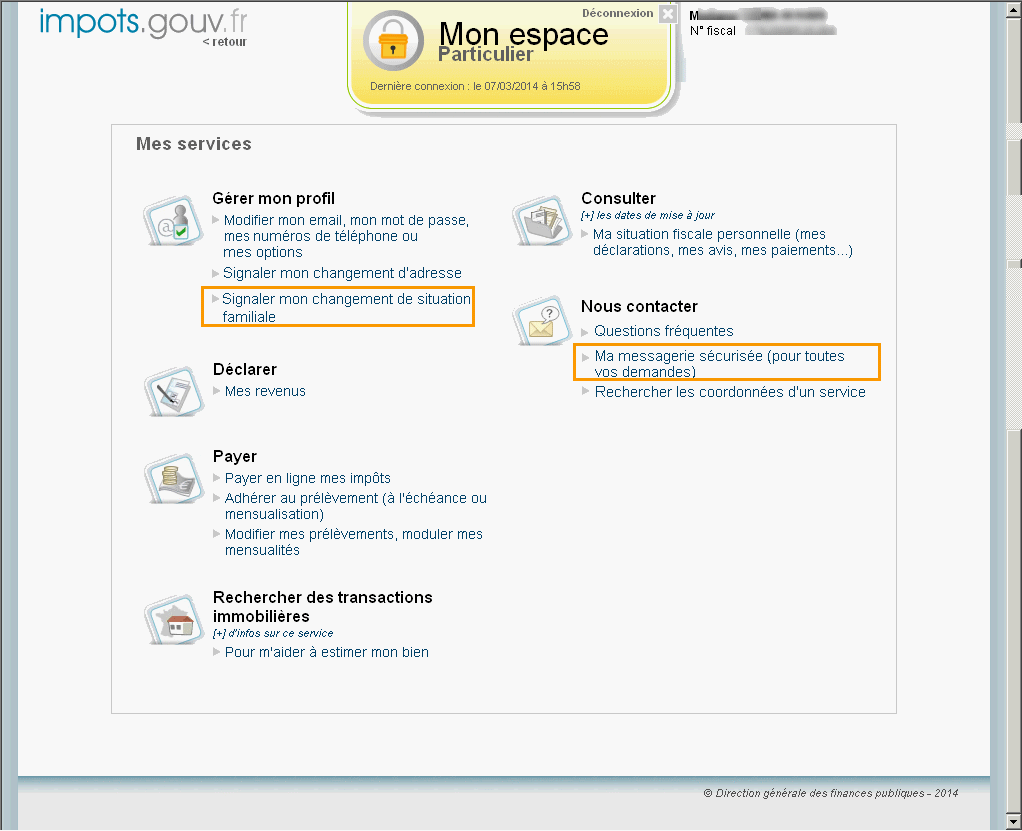 impots.gouv.fr
< retour
Déconnexion
Mon espace
Particulier
Dernière connexion : le 07/03/2014 à 15h58
N° fiscal
Mes services
Gérer mon profil
Modifier mon email, mon mot de passe,
mes numéros de téléphone ou
mes options
Signaler mon changement d'adresse
Signaler mon changement de situation
familiale
Déclarer
Mes revenus
Payer
Payer en ligne mes impôts
Adhérer au prélèvement (à l'échéance ou
mensualisation)
Modifier mes prélèvements, moduler mes
mensualités
Rechercher des transactions
immobilières
[+] d'infos sur ce service
Pour m'aider à estimer mon bien
Consulter
[+] les dates de mise à jour
Ma situation fiscale personnelle (mes
déclarations, mes avis, mes paiements...)
Nous contacter
Questions fréquentes
Ma messagerie sécurisée (pour toutes
vos demandes)
Rechercher les coordonnées d'un service
© Direction générale des finances publiques - 2014